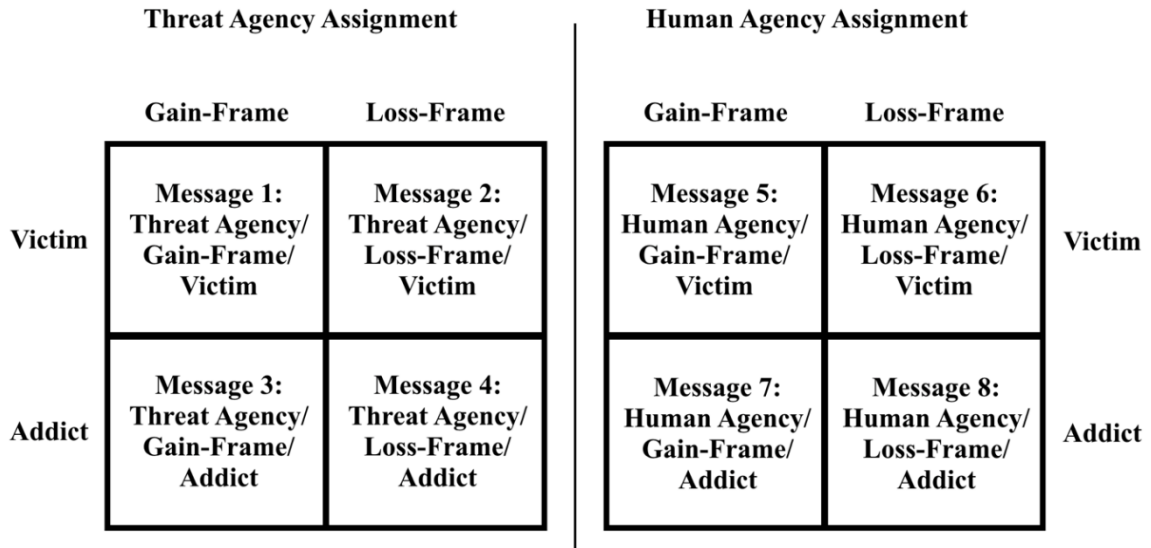 Threat Agency Assignment
Human Agency Assignment
Gain-Frame
Loss-Frame
Gain-Frame
Loss-Frame
Victim
Message 1:
Threat Agency/
Gain-Frame/
Victim
Message 2:
Threat Agency/
Loss-Frame/
Victim
Message 5:
Human Agency/
Gain-Frame/
Victim
Message 6:
Human Agency/
Loss-Frame/
Victim
Victim
Addict
Message 3:
Threat Agency/
Gain-Frame/
Addict
Message 4:
Threat Agency/
Loss-Frame/
Addict
Message 7:
Human Agency/
Gain-Frame/
Addict
Message 8:
Human Agency/
Loss-Frame/
Addict
Addict